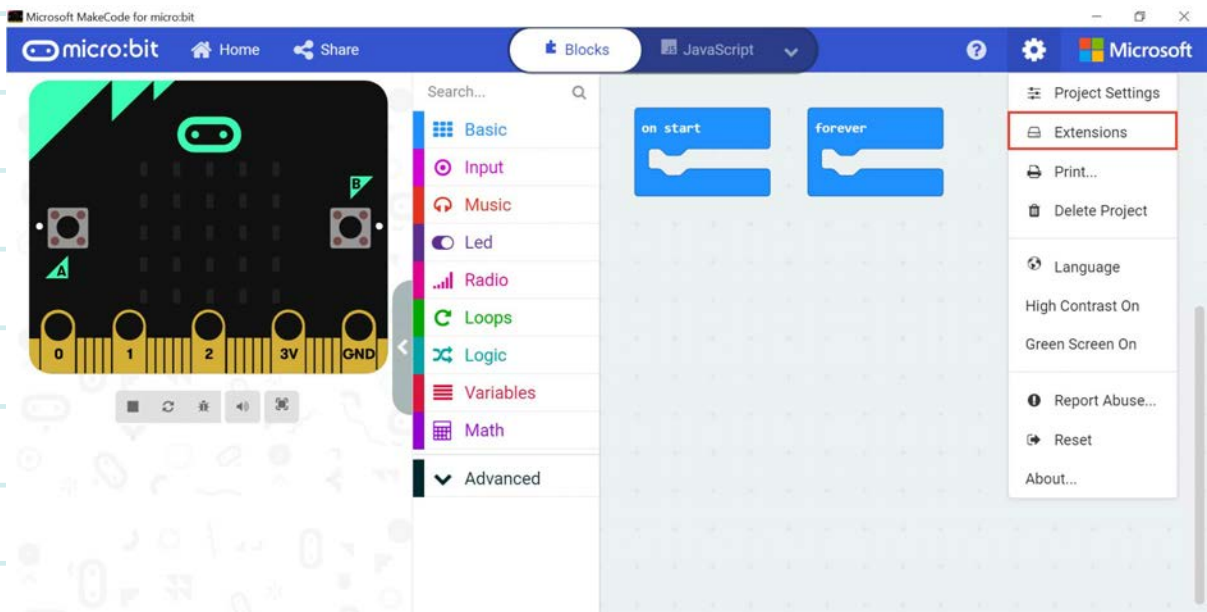 Microsoft MakeCode for micro:bit
micro:bit Home Share Blocks JavaScript Microsoft
Search...
Basic
Input
Music
Led
Radio
Loops
Logic
Variables
Math
Advanced
on start
forever
Project Settings
Extensions
Print...
Delete Project
Language
High Contrast On
Green Screen On
Report Abuse...
Reset
About...
B
A
0 1 2 3V GND